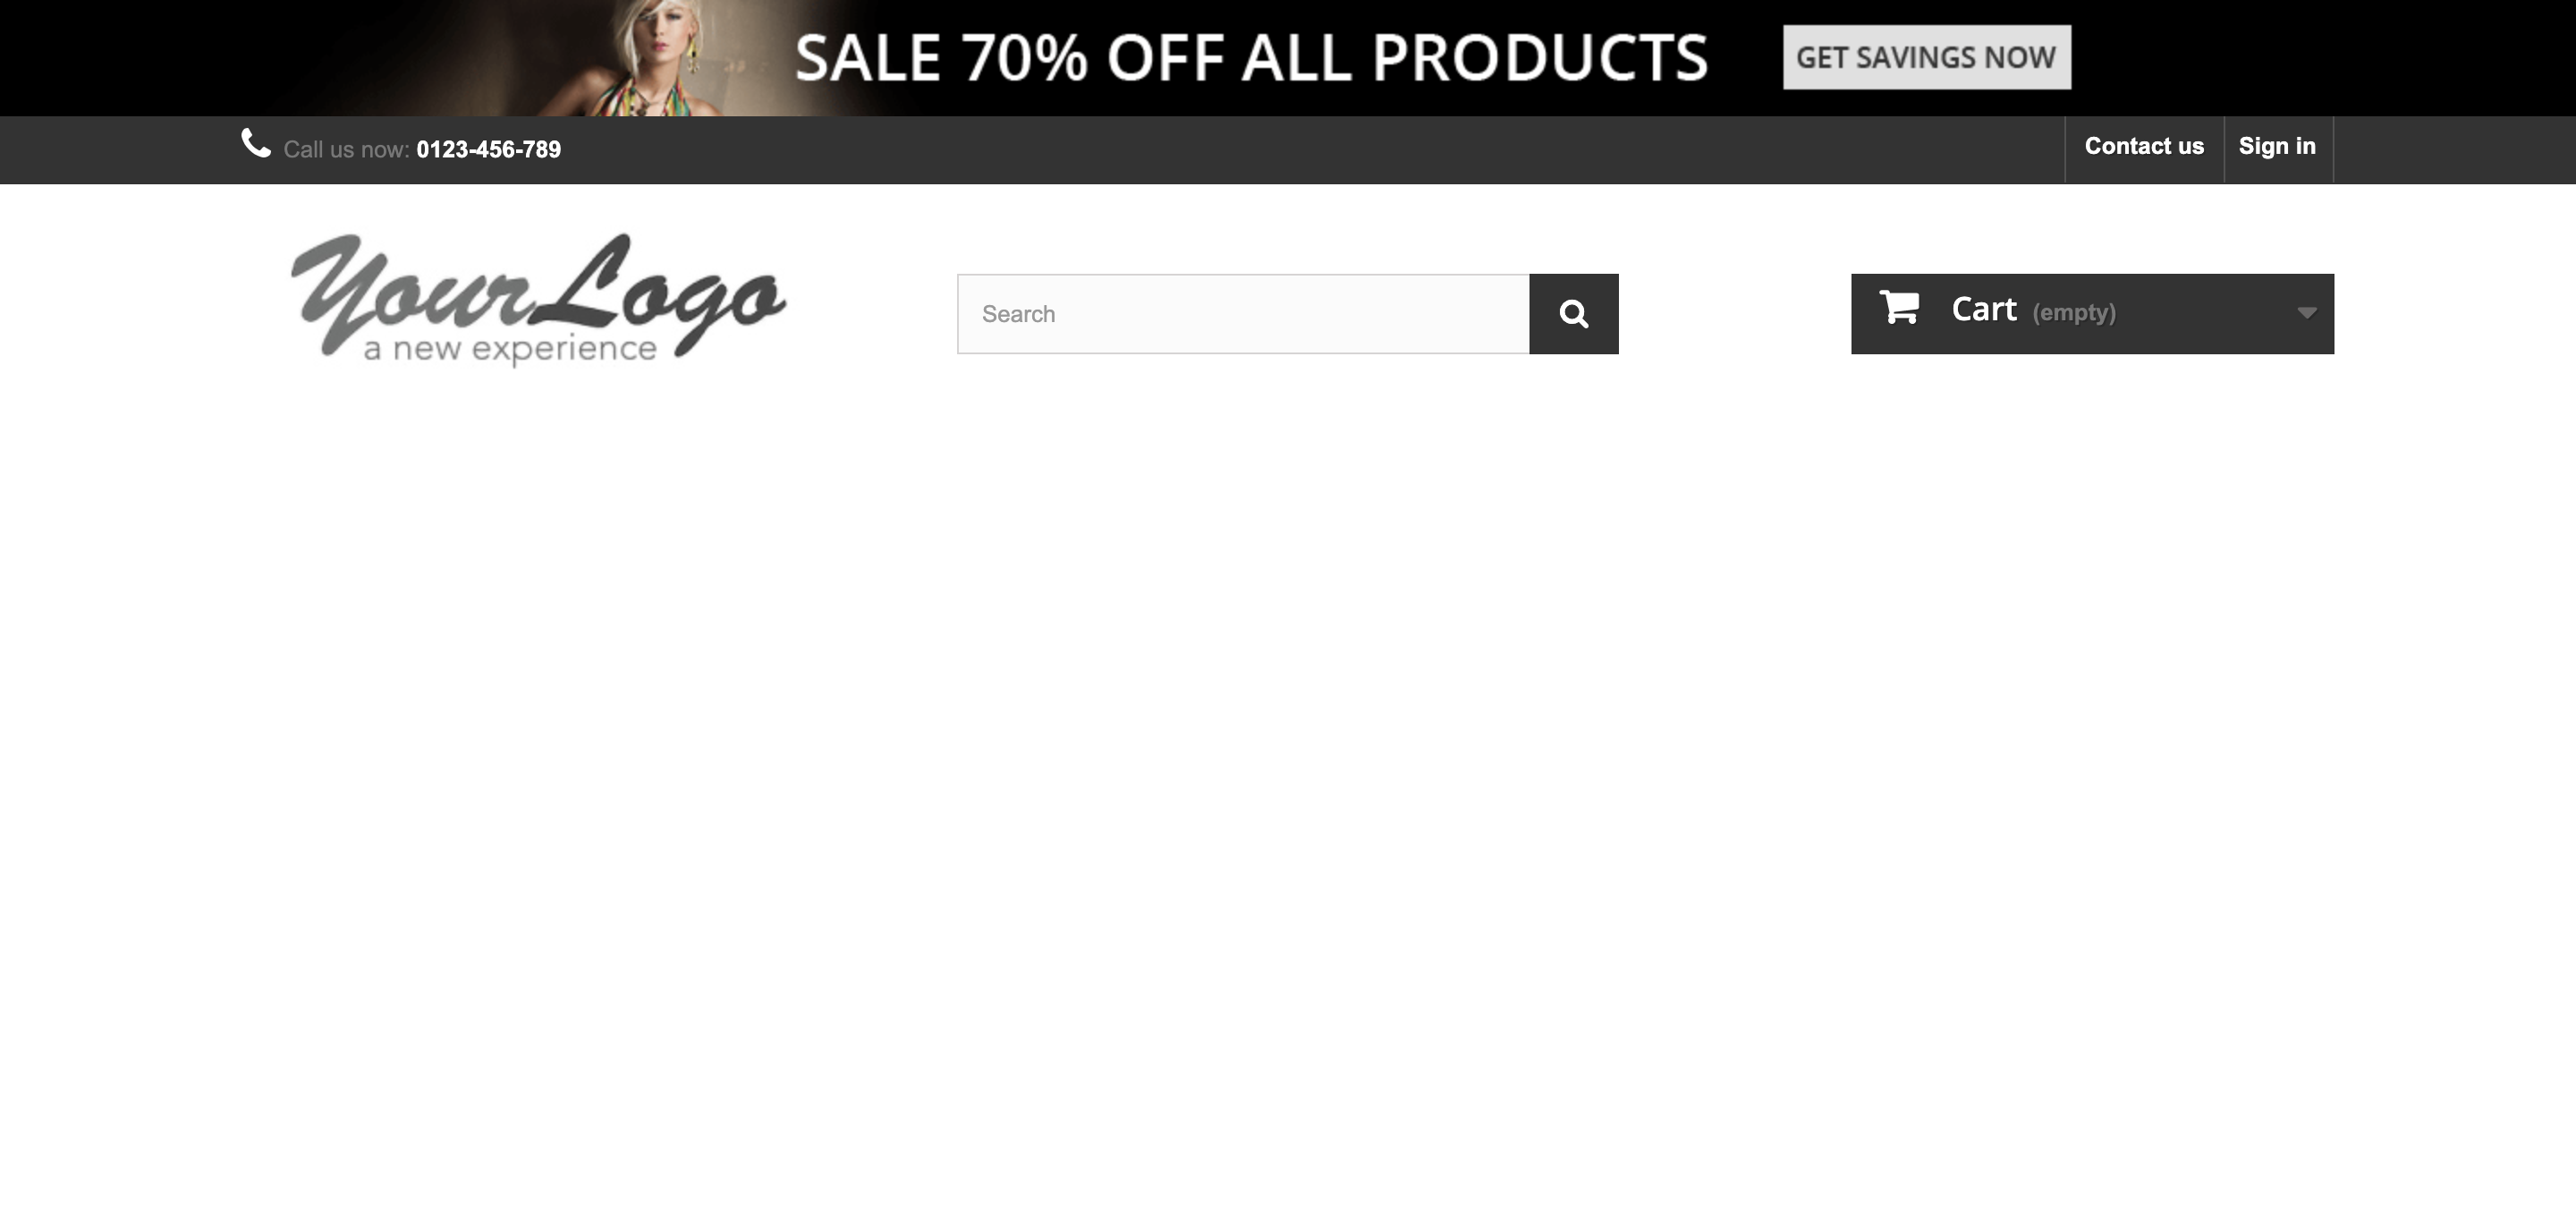 SALE 70% OFF ALL PRODUCTS GET SAVINGS NOW
Call us now: 0123-456-789 Contact us Sign in
YourLogo
a new experience
Search
Cart (empty)